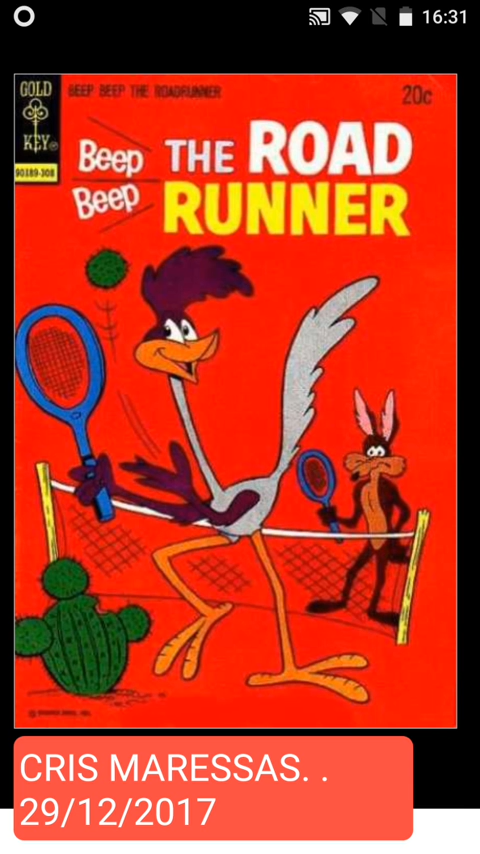 16:31
GOLD
KEY®
BEEP BEEP THE ROADRUNNER
20c
90189-308
Beep THE ROAD
Beep RUNNER
CRIS MARESSAS. .
29/12/2017